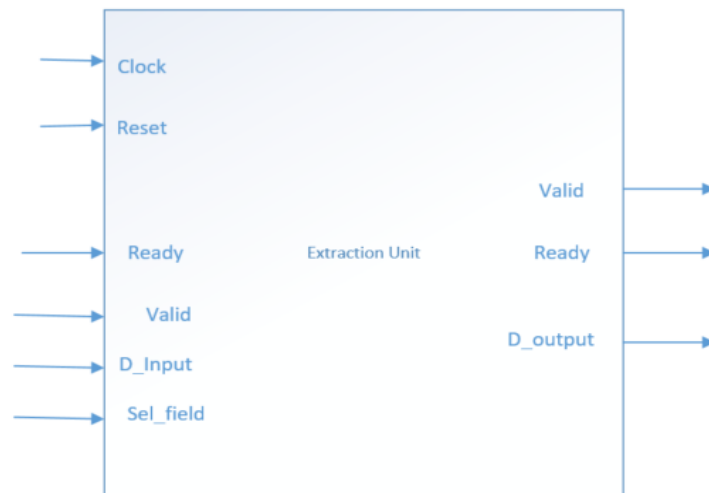 Clock
Reset
Valid
Ready
Extraction Unit
Ready
Valid
D_output
D_Input
Sel_field